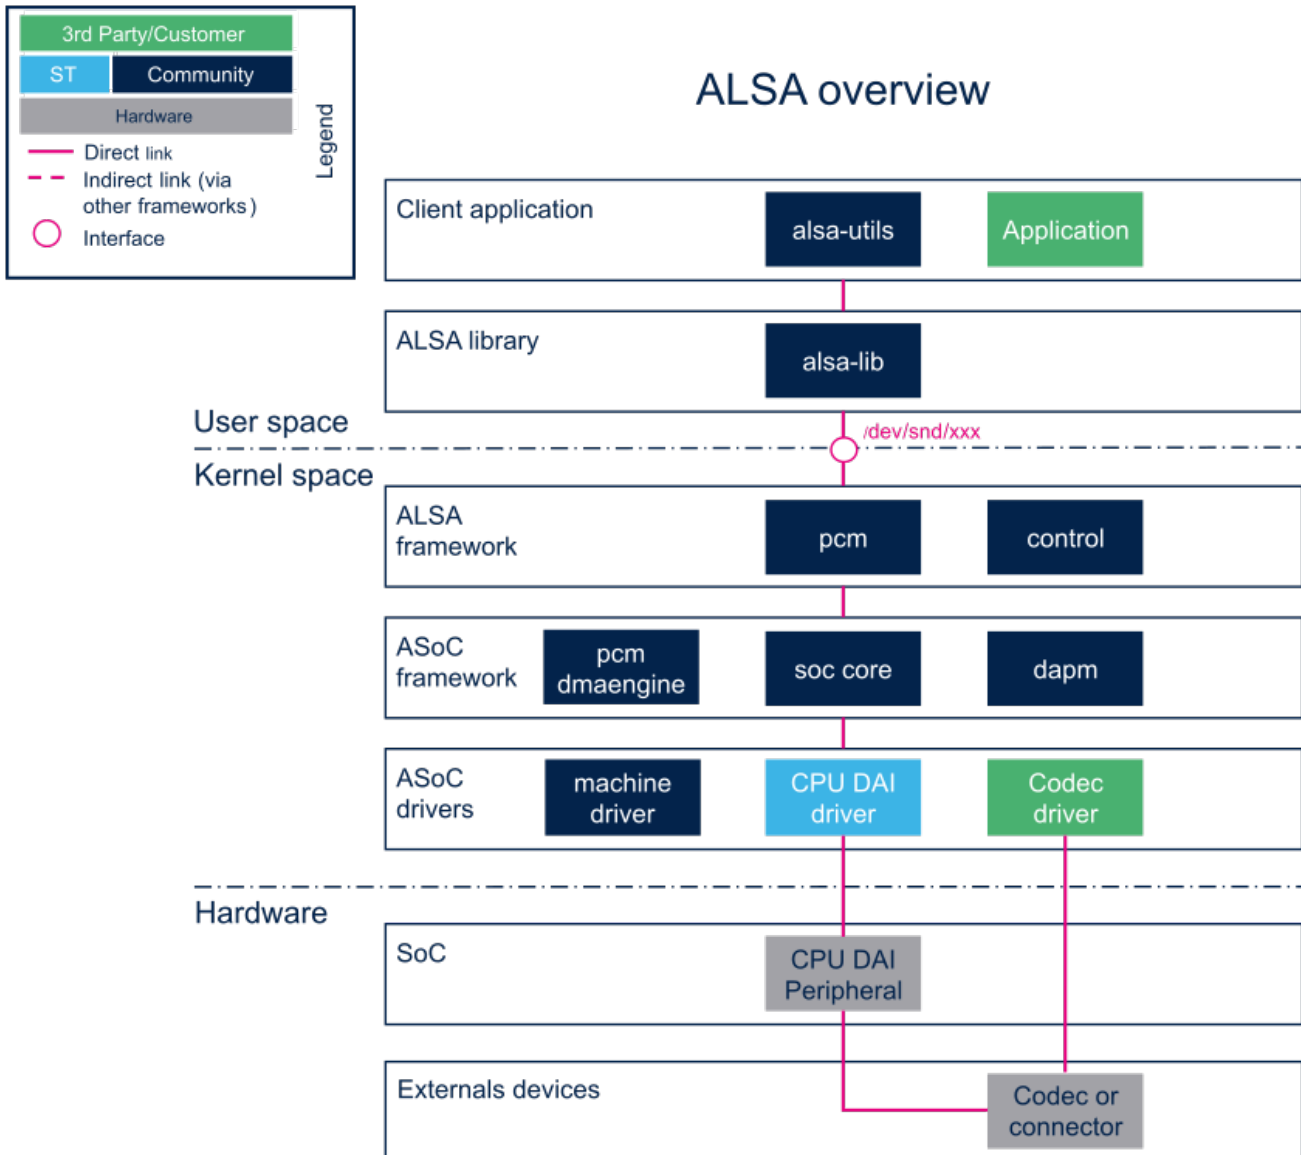 3rd Party/Customer
ST
Community
Hardware
Direct link
Indirect link (via
other frameworks)
Interface
Legend
ALSA overview
Client application
alsa-utils
Application
ALSA library
alsa-lib
User space
/dev/snd/xxx
Kernel space
ALSA
framework
pcm
control
ASoC
framework
pcm
dmaengine
soc core
dapm
ASoC
drivers
machine
driver
CPU DAI
driver
Codec
driver
Hardware
SoC
CPU DAI
Peripheral
Externals devices
Codec or
connector